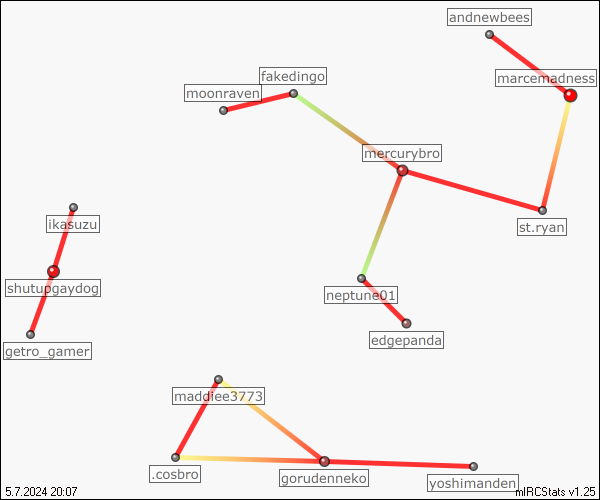 andnewbees
marcemadness
fakedingo
moonraven
mercurybro
ikasuzu
st.ryan
shutupgaydog
neptune01
edgepanda
getro_gamer
maddiee3773
.cosbro
gorudenneko
yoshimanden
5.7.2024 20:07
mIRCStats v1.25